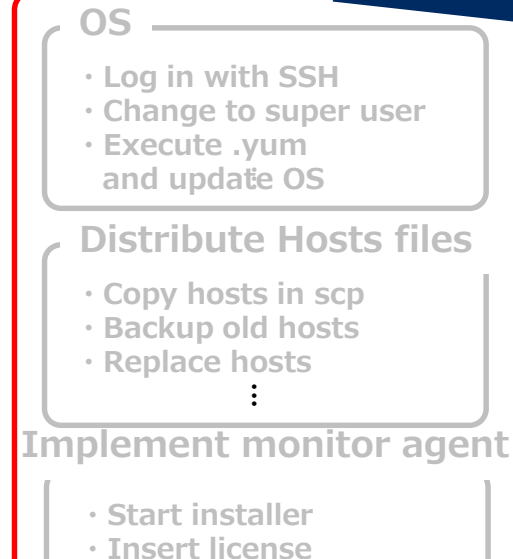 OS
・Log in with SSH
・Change to super user
・Execute .yum
and update OS
Distribute Hosts files
・Copy hosts in scp
・Backup old hosts
・Replace hosts
⋮
Implement monitor agent
・Start installer
・Insert license